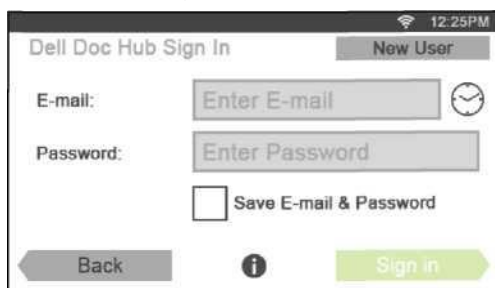 12:25PM
Dell Doc Hub Sign In New User
E-mail: Enter E-mail
Password: Enter Password
Save E-mail & Password
Back i Sign in